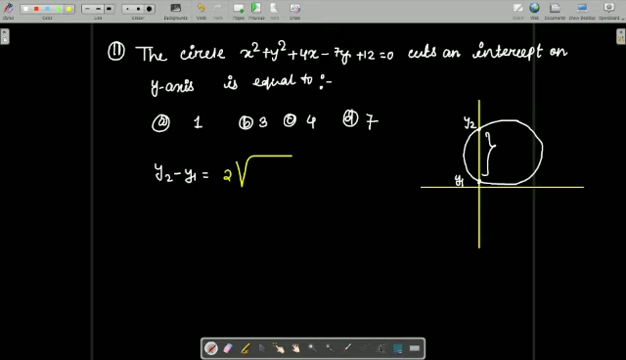 11 The circle x²+y²+4x-7y+12=0 cuts an intercept on
y-axis is equal to :-
a 1 b 3 c 4 d 7
y₂
y₂-y₁= 2√
y₁